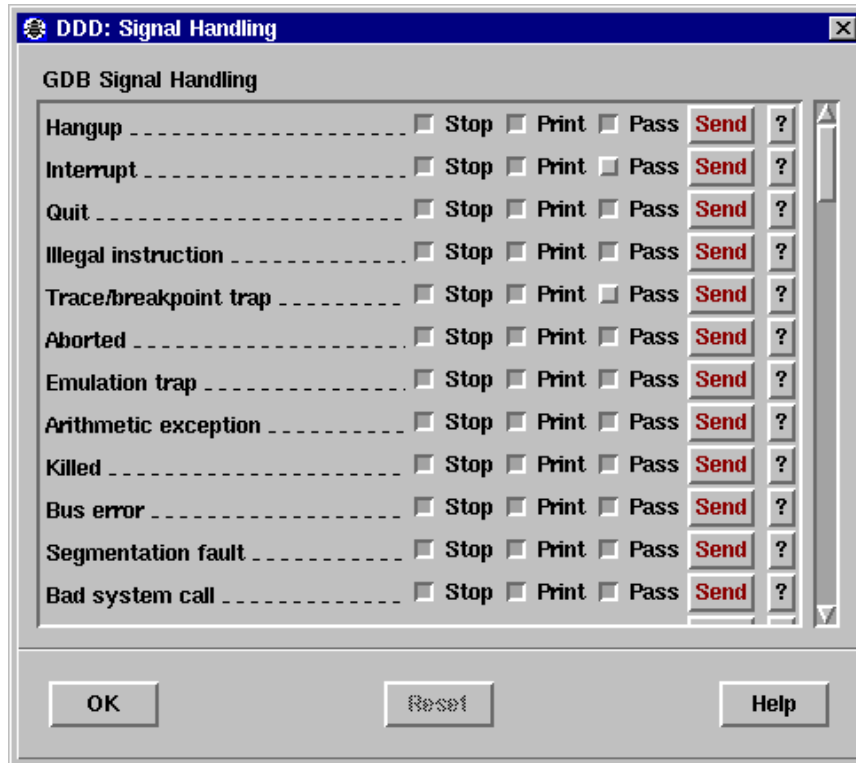 DDD: Signal Handling
GDB Signal Handling
Hangup Stop Print Pass Send ?
Interrupt Stop Print Pass Send ?
Quit Stop Print Pass Send ?
Illegal instruction Stop Print Pass Send ?
Trace/breakpoint trap Stop Print Pass Send ?
Aborted Stop Print Pass Send ?
Emulation trap Stop Print Pass Send ?
Arithmetic exception Stop Print Pass Send ?
Killed Stop Print Pass Send ?
Bus error Stop Print Pass Send ?
Segmentation fault Stop Print Pass Send ?
Bad system call Stop Print Pass Send ?
OK Reset Help